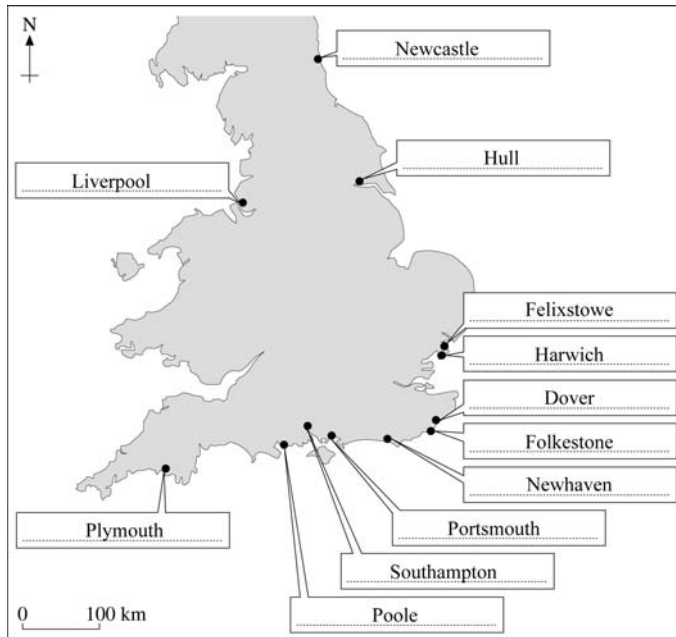 N
Newcastle
Hull
Liverpool
Felixstowe
Harwich
Dover
Folkestone
Newhaven
Plymouth
Portsmouth
Southampton
Poole
0 100 km